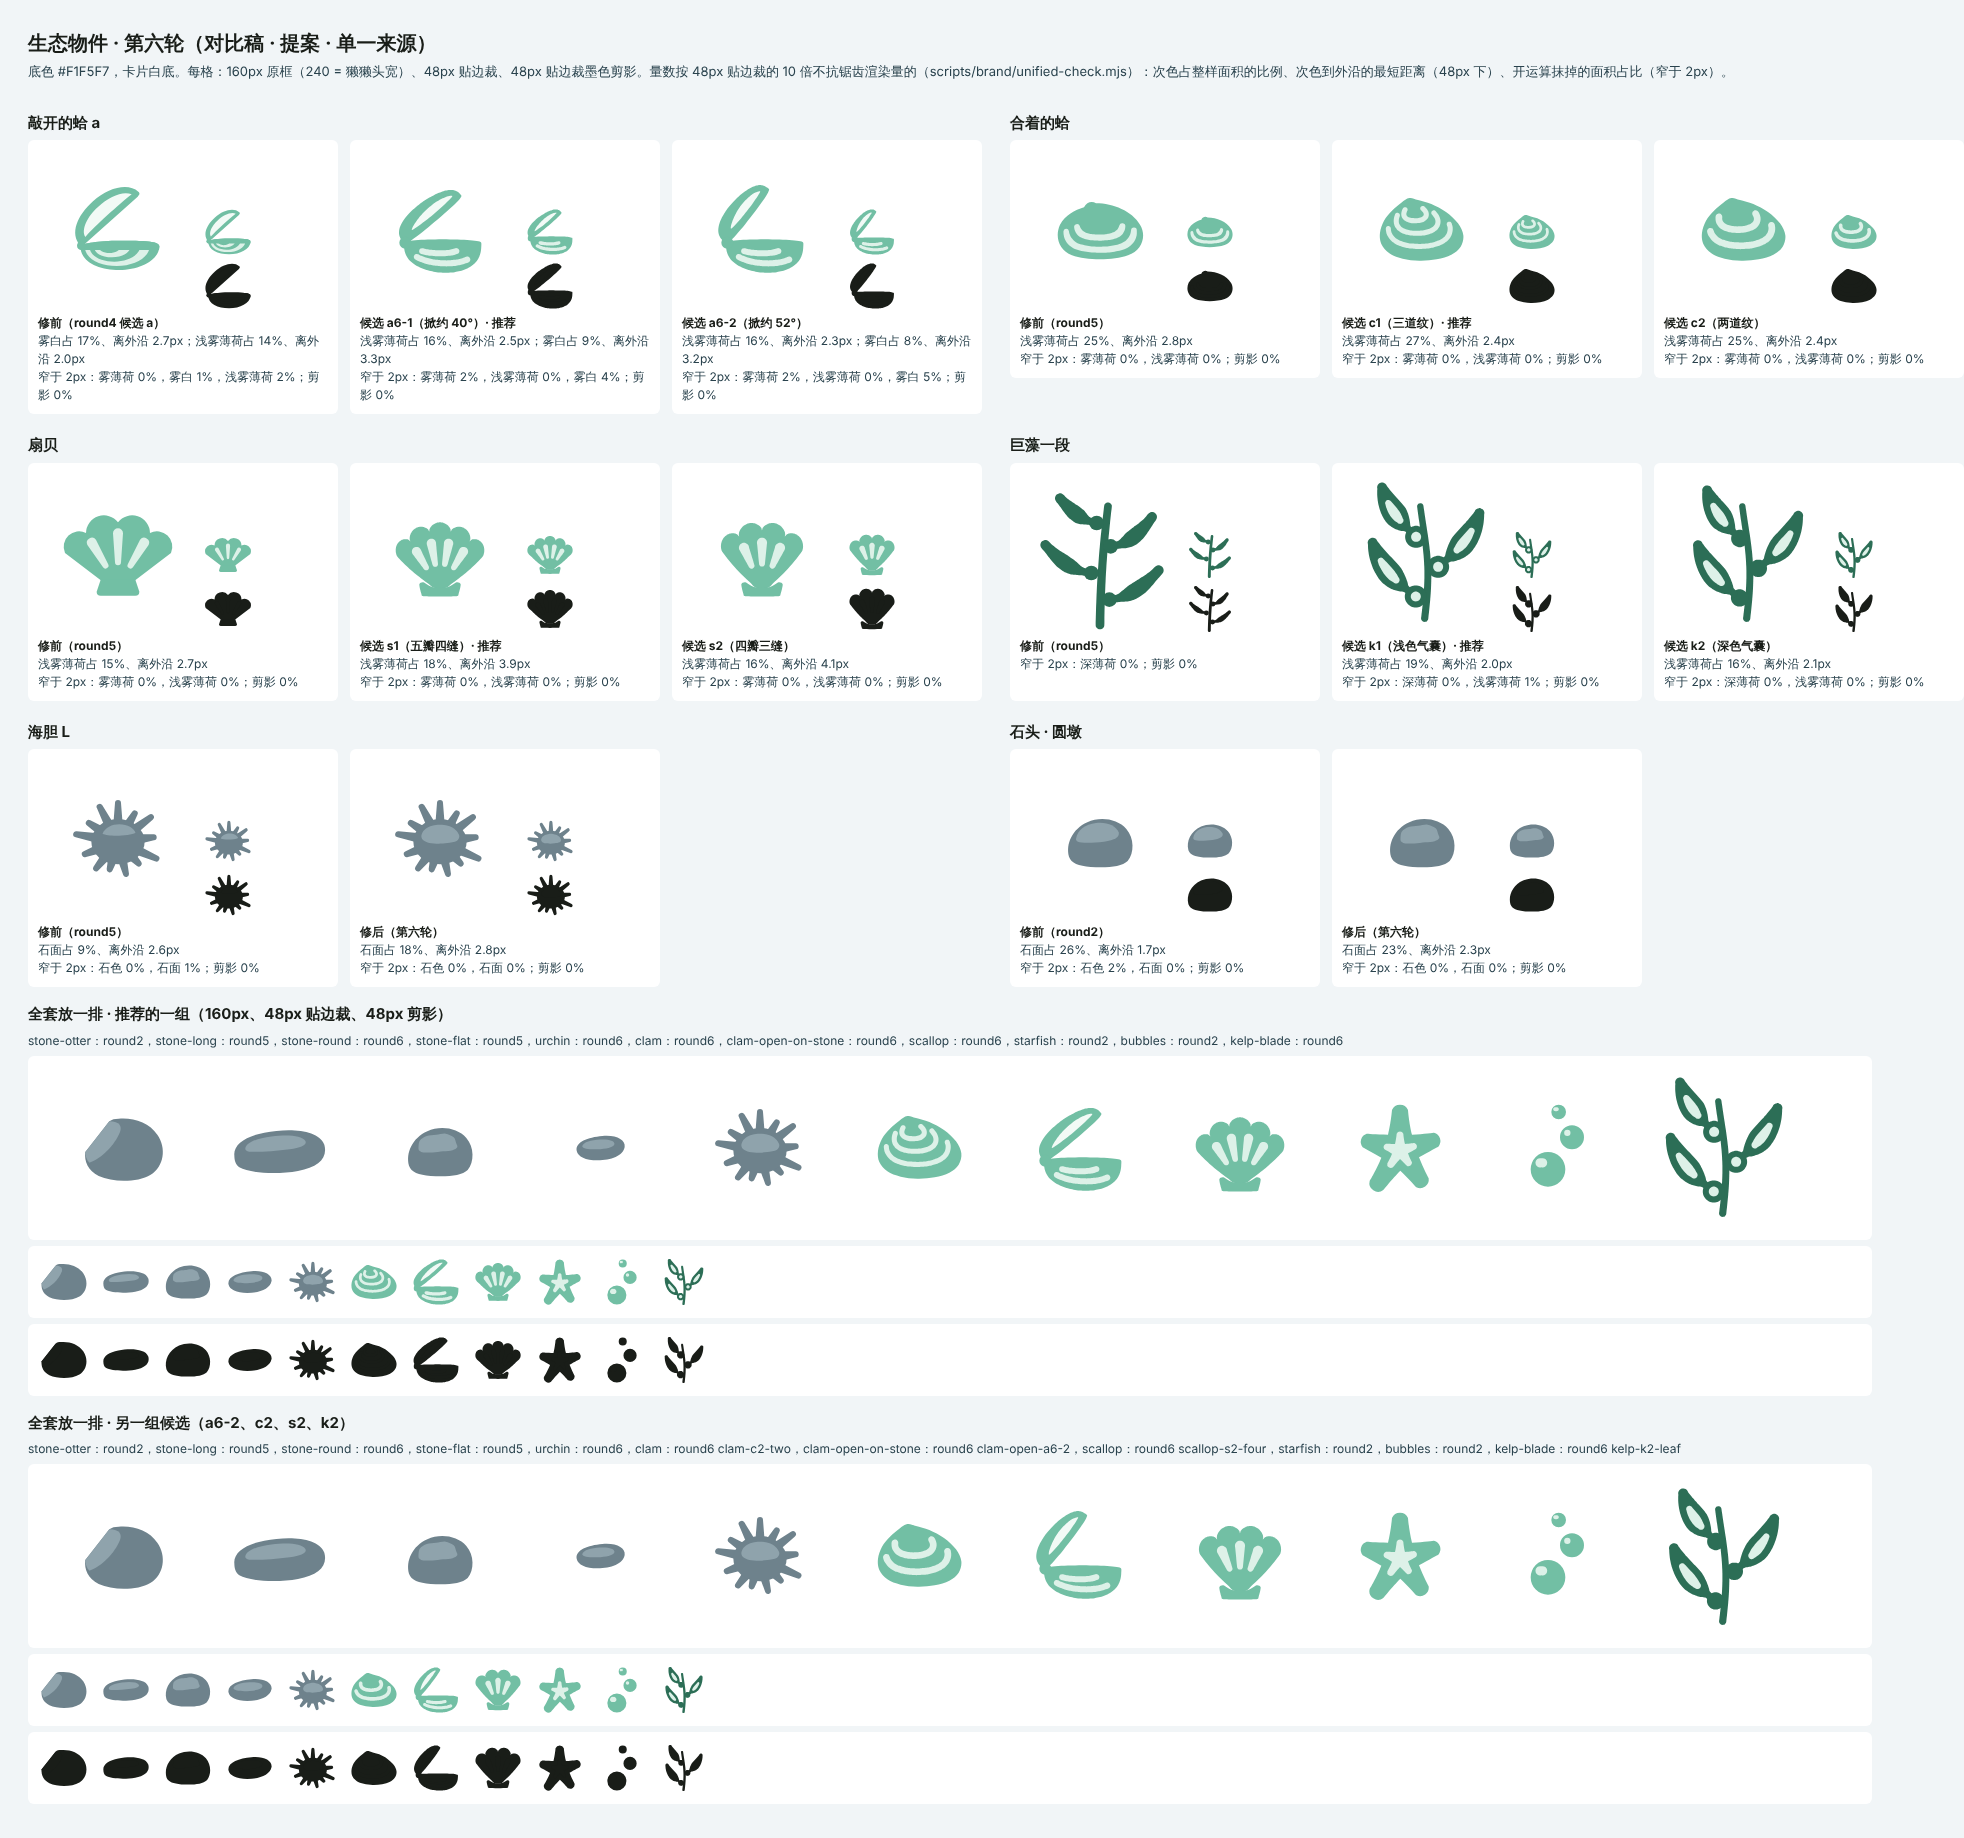 生态物件 · 第六轮（对比稿 · 提案 · 单一来源）
底色 #F1F5F7，卡片白底。每格：160px 原框（240 = 獭獭头宽）、48px 贴边裁、48px 贴边裁墨色剪影。量数按 48px 贴边裁的 10 倍不抗锯齿渲染量的（scripts/brand/unified-check.mjs）：次色占整样面积的比例、次色到外沿的最短距离（48px 下）、开运算抹掉的面积占比（窄于 2px）。
敲开的蛤 a
修前（round4 候选 a）
雾白占 17%、离外沿 2.7px；浅雾薄荷占 14%、离外
沿 2.0px
窄于 2px：雾薄荷 0%，雾白 1%，浅雾薄荷 2%；剪
影 0%
候选 a6-1（掀约 40°）· 推荐
浅雾薄荷占 16%、离外沿 2.5px；雾白占 9%、离外沿
3.3px
窄于 2px：雾薄荷 2%，浅雾薄荷 0%，雾白 4%；剪
影 0%
候选 a6-2（掀约 52°）
浅雾薄荷占 16%、离外沿 2.3px；雾白占 8%、离外沿
3.2px
窄于 2px：雾薄荷 2%，浅雾薄荷 0%，雾白 5%；剪
影 0%
合着的蛤
修前（round5）
浅雾薄荷占 25%、离外沿 2.8px
窄于 2px：雾薄荷 0%，浅雾薄荷 0%；剪影 0%
候选 c1（三道纹）· 推荐
浅雾薄荷占 27%、离外沿 2.4px
窄于 2px：雾薄荷 0%，浅雾薄荷 0%；剪影 0%
候选 c2（两道纹）
浅雾薄荷占 25%、离外沿 2.4px
窄于 2px：雾薄荷 0%，浅雾薄荷 0%；剪影 0%
扇贝
修前（round5）
浅雾薄荷占 15%、离外沿 2.7px
窄于 2px：雾薄荷 0%，浅雾薄荷 0%；剪影 0%
候选 s1（五瓣四缝）· 推荐
浅雾薄荷占 18%、离外沿 3.9px
窄于 2px：雾薄荷 0%，浅雾薄荷 0%；剪影 0%
候选 s2（四瓣三缝）
浅雾薄荷占 16%、离外沿 4.1px
窄于 2px：雾薄荷 0%，浅雾薄荷 0%；剪影 0%
巨藻一段
修前（round5）
窄于 2px：深薄荷 0%；剪影 0%
候选 k1（浅色气囊）· 推荐
浅雾薄荷占 19%、离外沿 2.0px
窄于 2px：深薄荷 0%，浅雾薄荷 1%；剪影 0%
候选 k2（深色气囊）
浅雾薄荷占 16%、离外沿 2.1px
窄于 2px：深薄荷 0%，浅雾薄荷 0%；剪影 0%
海胆 L
修前（round5）
石面占 9%、离外沿 2.6px
窄于 2px：石色 0%，石面 1%；剪影 0%
修后（第六轮）
石面占 18%、离外沿 2.8px
窄于 2px：石色 0%，石面 0%；剪影 0%
石头 · 圆墩
修前（round2）
石面占 26%、离外沿 1.7px
窄于 2px：石色 2%，石面 0%；剪影 0%
修后（第六轮）
石面占 23%、离外沿 2.3px
窄于 2px：石色 0%，石面 0%；剪影 0%
全套放一排 · 推荐的一组（160px、48px 贴边裁、48px 剪影）
stone-otter：round2，stone-long：round5，stone-round：round6，stone-flat：round5，urchin：round6，clam：round6，clam-open-on-stone：round6，scallop：round6，starfish：round2，bubbles：round2，kelp-blade：round6
全套放一排 · 另一组候选（a6-2、c2、s2、k2）
stone-otter：round2，stone-long：round5，stone-round：round6，stone-flat：round5，urchin：round6，clam：round6 clam-c2-two，clam-open-on-stone：round6 clam-open-a6-2，scallop：round6 scallop-s2-four，starfish：round2，bubbles：round2，kelp-blade：round6 kelp-k2-leaf